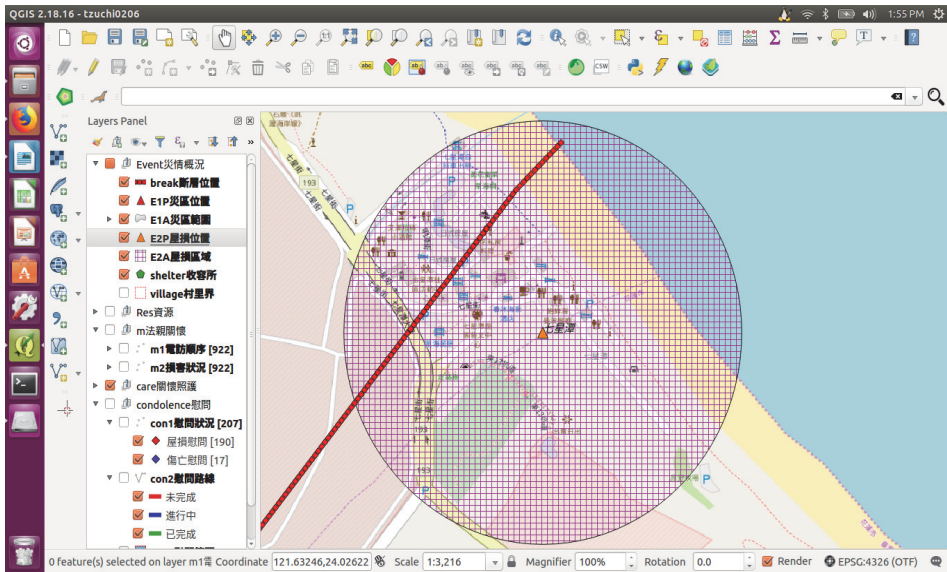 QGIS 2.18.16 - tzuchi0206
1:55 PM
Layers Panel
Event災情概況
break斷層位置
E1P災區位置
E1A災區範圍
E2P屋損位置
E2A屋損區域
shelter收容所
village村里界
Res資源
m法親關懷
m1電訪順序 [922]
m2損害狀況 [922]
care關懷照護
condolence慰問
con1慰問狀況 [207]
屋損慰問 [190]
傷亡慰問 [17]
con2慰問路線
未完成
進行中
已完成
193
七星街
七星潭
193
193
P
P
P
P
0 feature(s) selected on layer m1電
Coordinate 121.63246,24.02622
Scale 1:3,216
Magnifier 100%
Rotation 0.0
Render
EPSG:4326 (OTF)